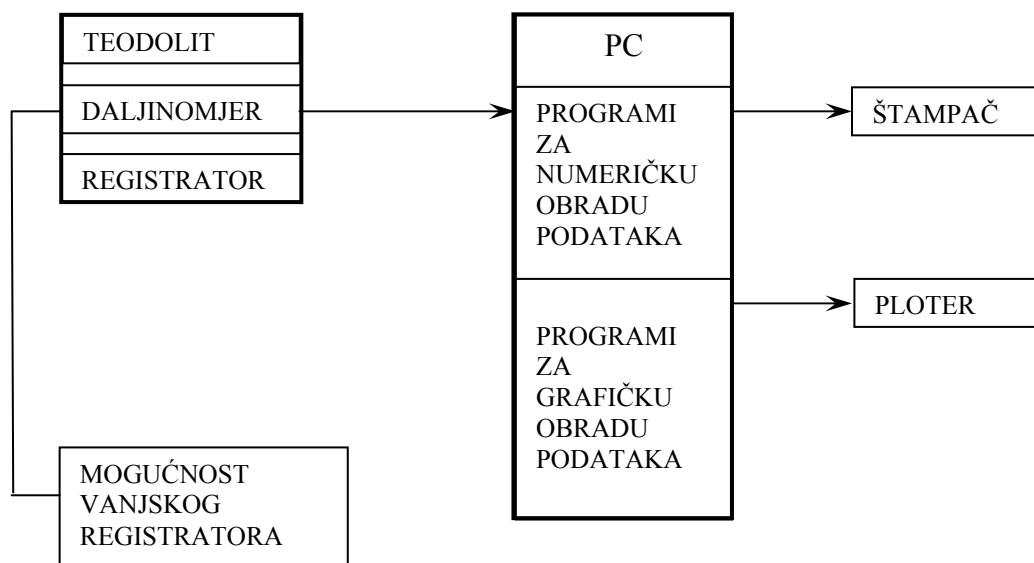 TEODOLIT
DALJINOMJER
REGISTRATOR
MOGUĆNOST
VANJSKOG
REGISTRATORA
PC
PROGRAMI
ZA
NUMERIČKU
OBRADU
PODATAKA
PROGRAMI
ZA
GRAFIČKU
OBRADU
PODATAKA
ŠTAMPAČ
PLOTER